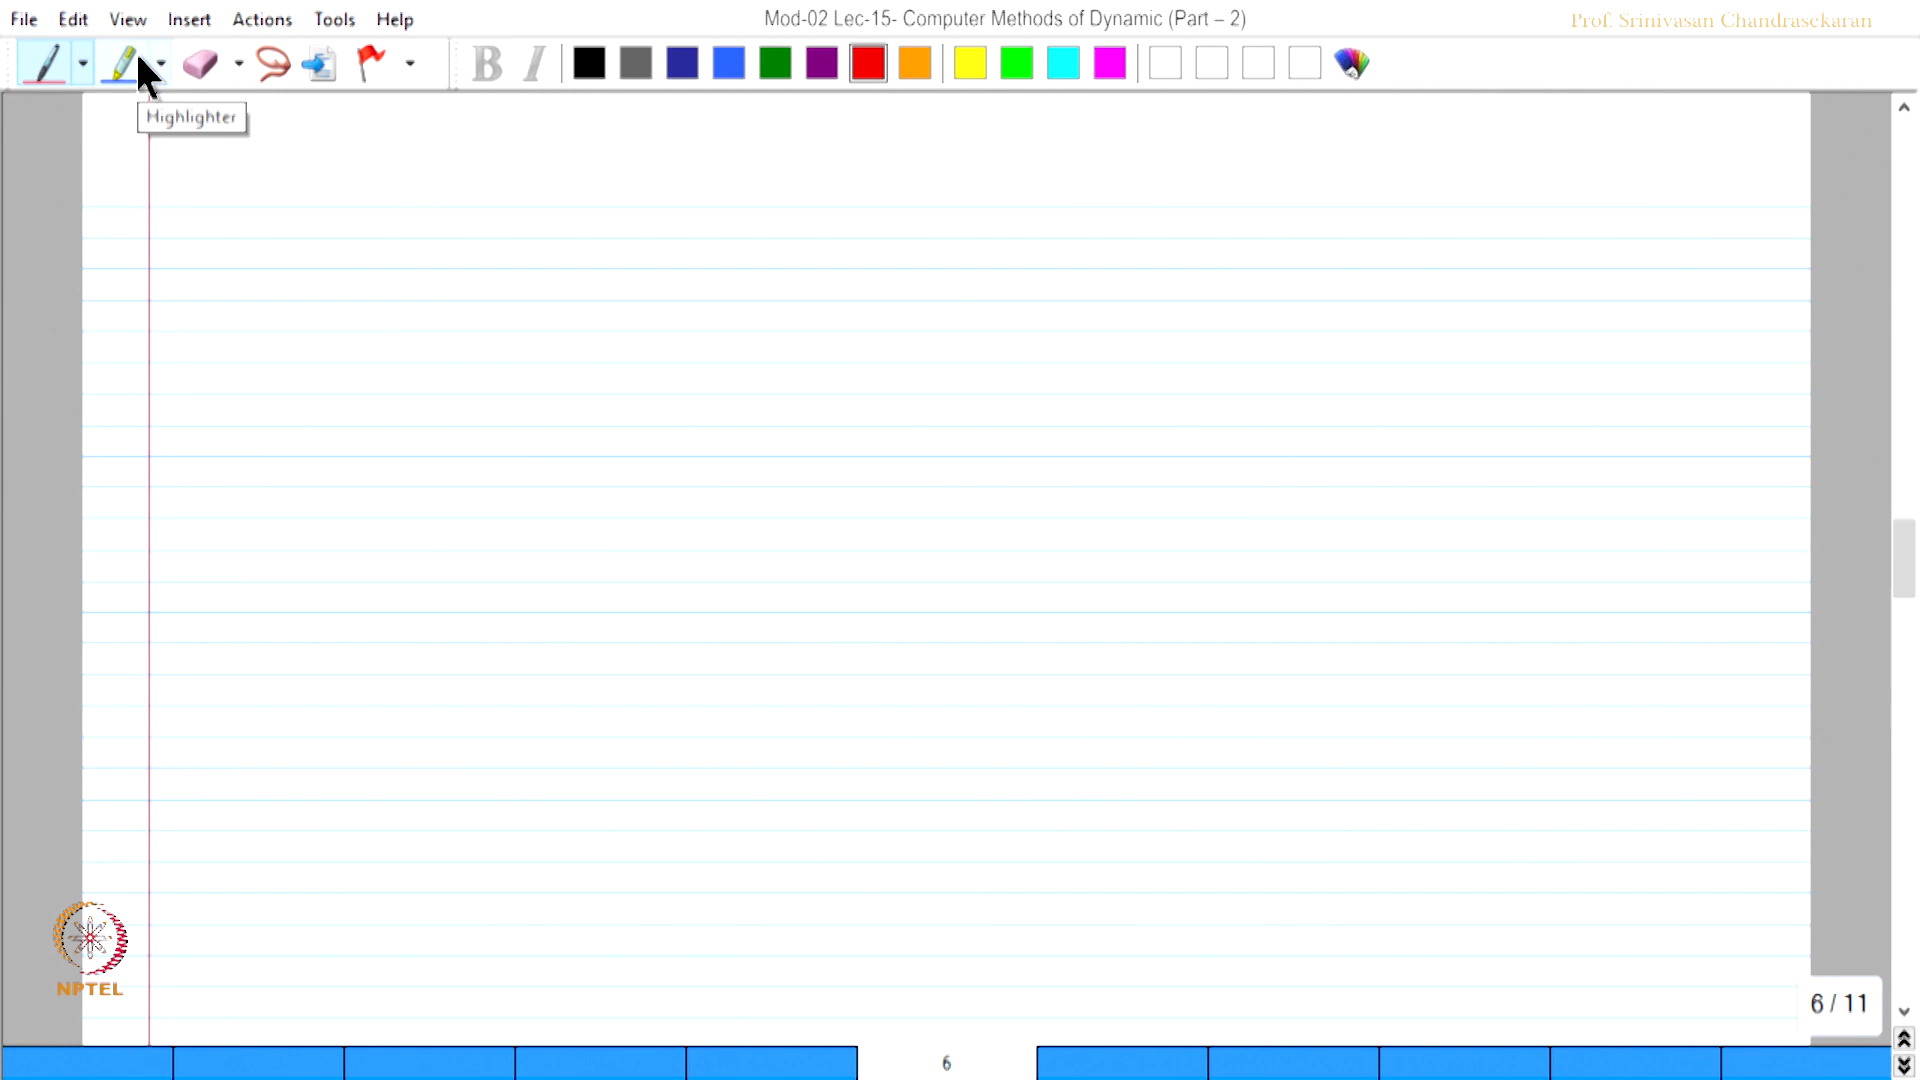 File Edit View Insert Actions Tools Help
Mod-02 Lec-15- Computer Methods of Dynamic (Part – 2)
Prof. Srinivasan Chandrasekaran
B I
Highlighter
NPTEL
6 / 11
6